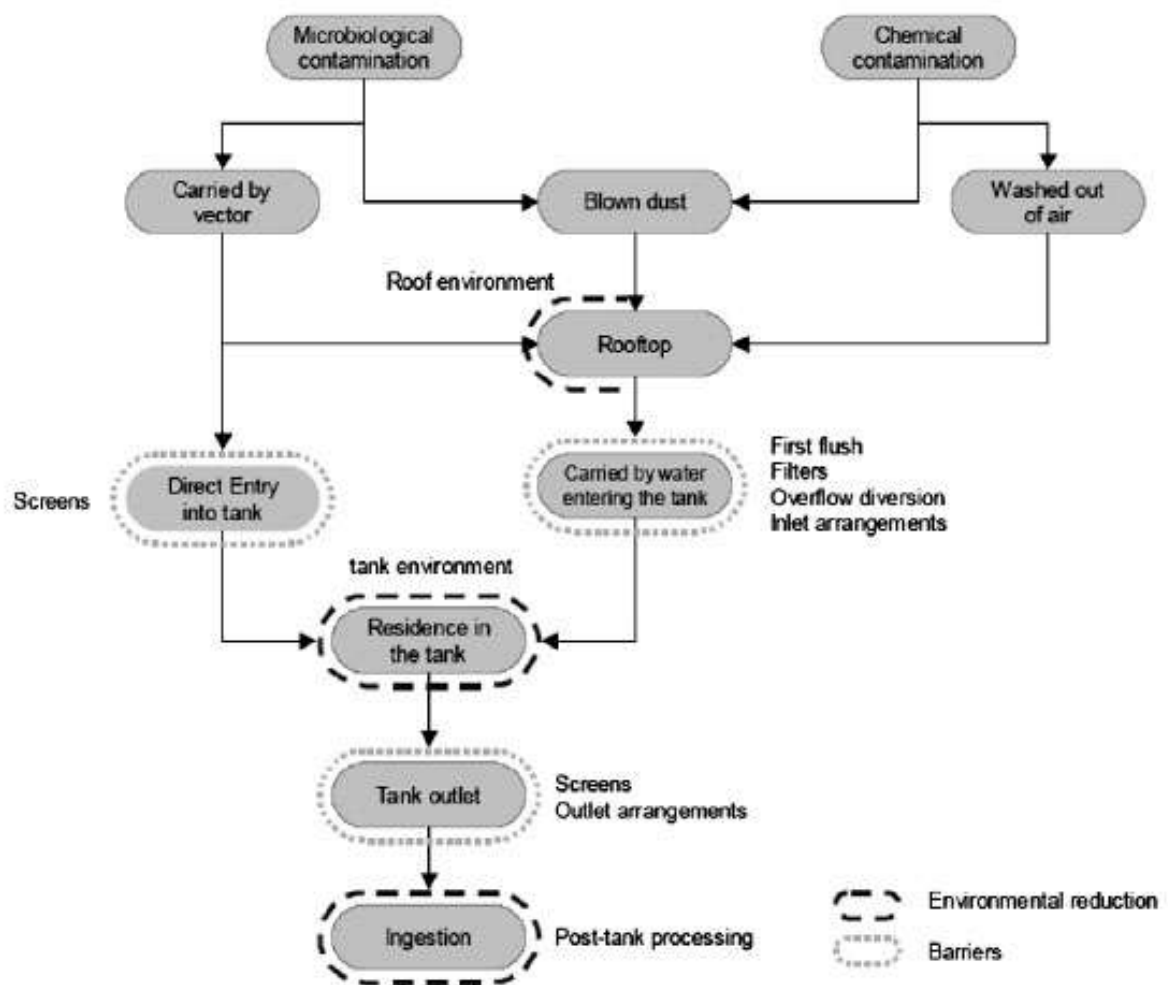 Microbiological
contamination
Chemical
contamination
Carried by
vector
Blown dust
Washed out
of air
Roof environment
Rooftop
Screens
Direct Entry
into tank
Carried by water
entering the tank
First flush
Filters
Overflow diversion
Inlet arrangements
tank environment
Residence in
the tank
Tank outlet
Screens
Outlet arrangements
Ingestion
Post-tank processing
Environmental reduction
Barriers